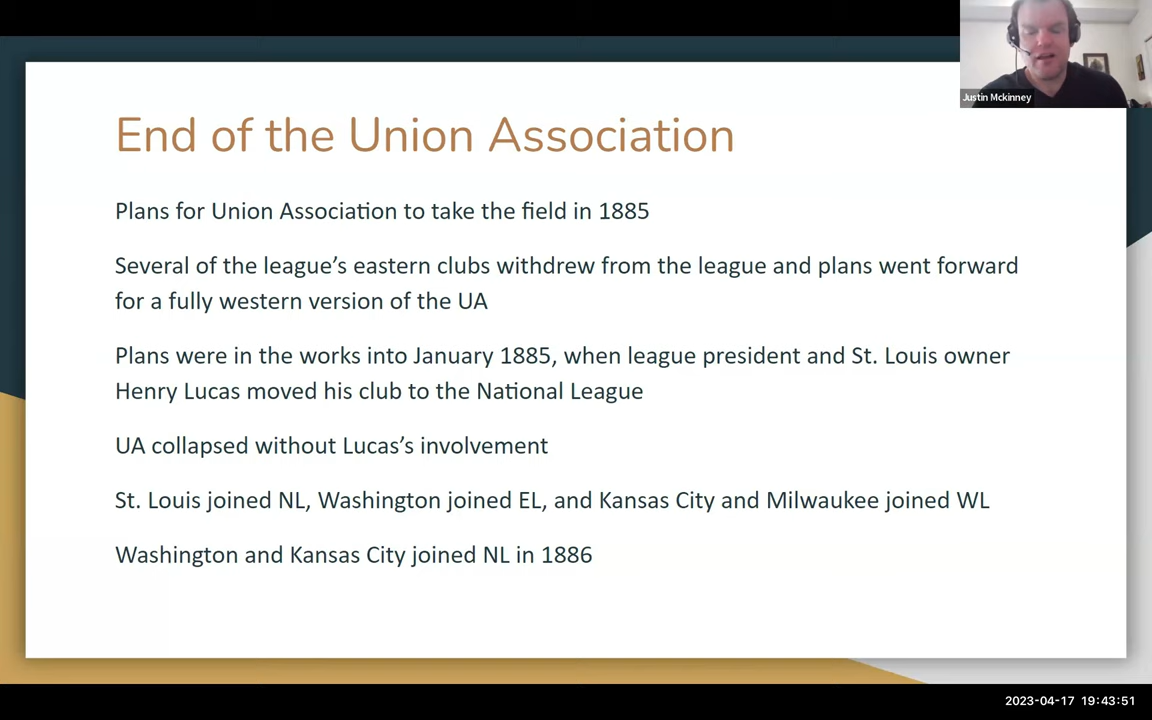 Justin Mckinney
End of the Union Association
Plans for Union Association to take the field in 1885
Several of the league’s eastern clubs withdrew from the league and plans went forward
for a fully western version of the UA
Plans were in the works into January 1885, when league president and St. Louis owner
Henry Lucas moved his club to the National League
UA collapsed without Lucas’s involvement
St. Louis joined NL, Washington joined EL, and Kansas City and Milwaukee joined WL
Washington and Kansas City joined NL in 1886
2023-04-17 19:43:51